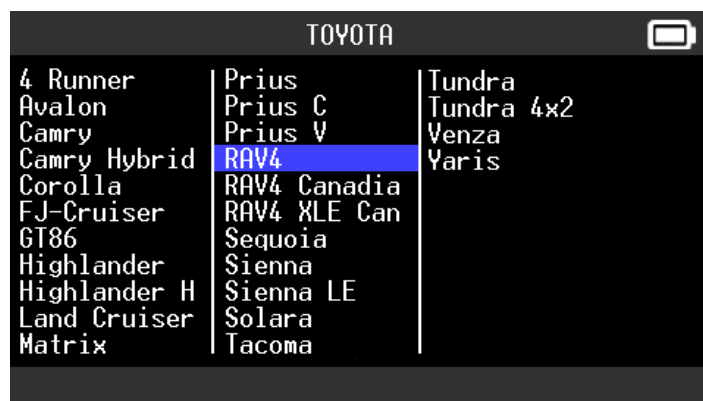 TOYOTA
4 Runner
Avalon
Camry
Camry Hybrid
Corolla
FJ-Cruiser
GT86
Highlander
Highlander H
Land Cruiser
Matrix
Prius
Prius C
Prius V
RAV4
RAV4 Canadia
RAV4 XLE Can
Sequoia
Sienna
Sienna LE
Solara
Tacoma
Tundra
Tundra 4x2
Venza
Yaris